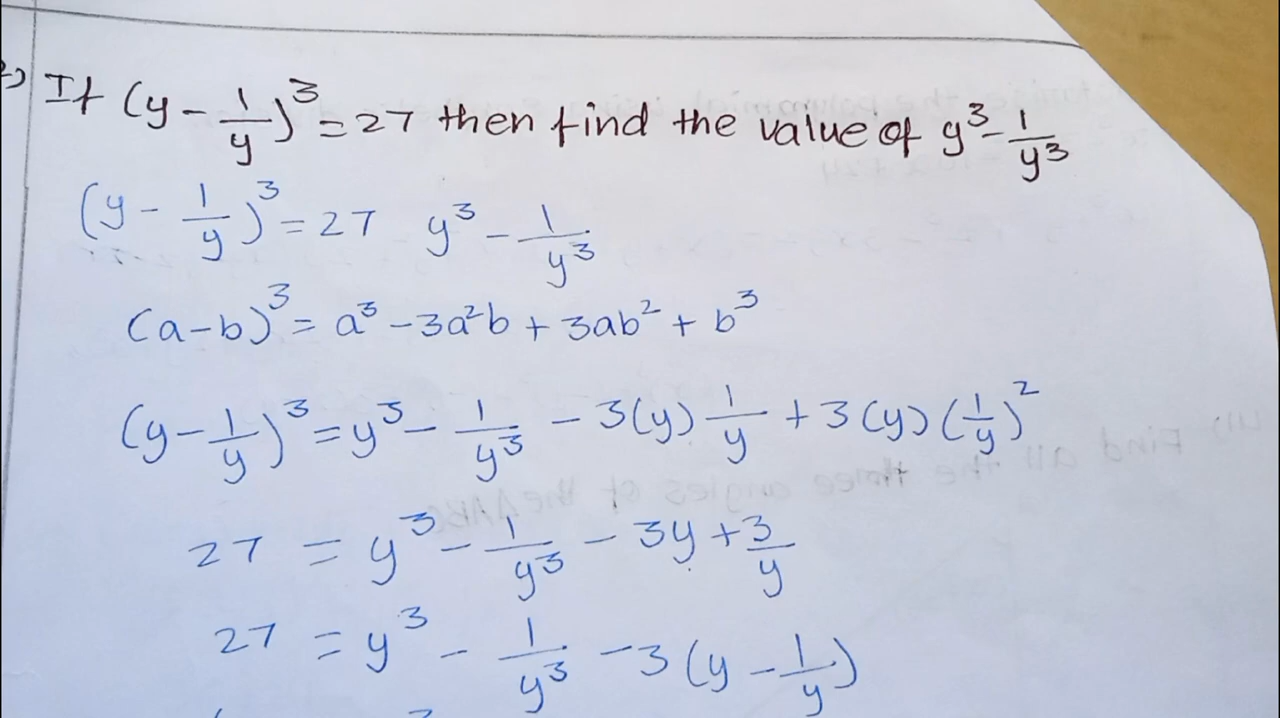 If (y - 1/y)³ = 27 then find the value of y³ - 1/y³
(y - 1/y)³ = 27 y³ - 1/y³
(a-b)³ = a³ - 3a²b + 3ab² + b³
(y - 1/y)³ = y³ - 1/y³ - 3(y) 1/y + 3(y)(1/y)²
27 = y³ - 1/y³ - 3y + 3/y
27 = y³ - 1/y³ - 3(y - 1/y)